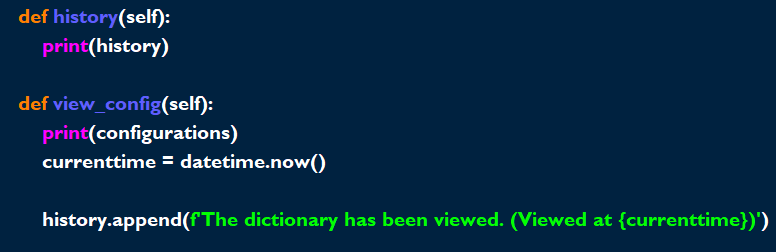 def history(self):
print(history)
def view_config(self):
print(configurations)
currenttime = datetime.now()
history.append(f'The dictionary has been viewed. (Viewed at {currenttime})')